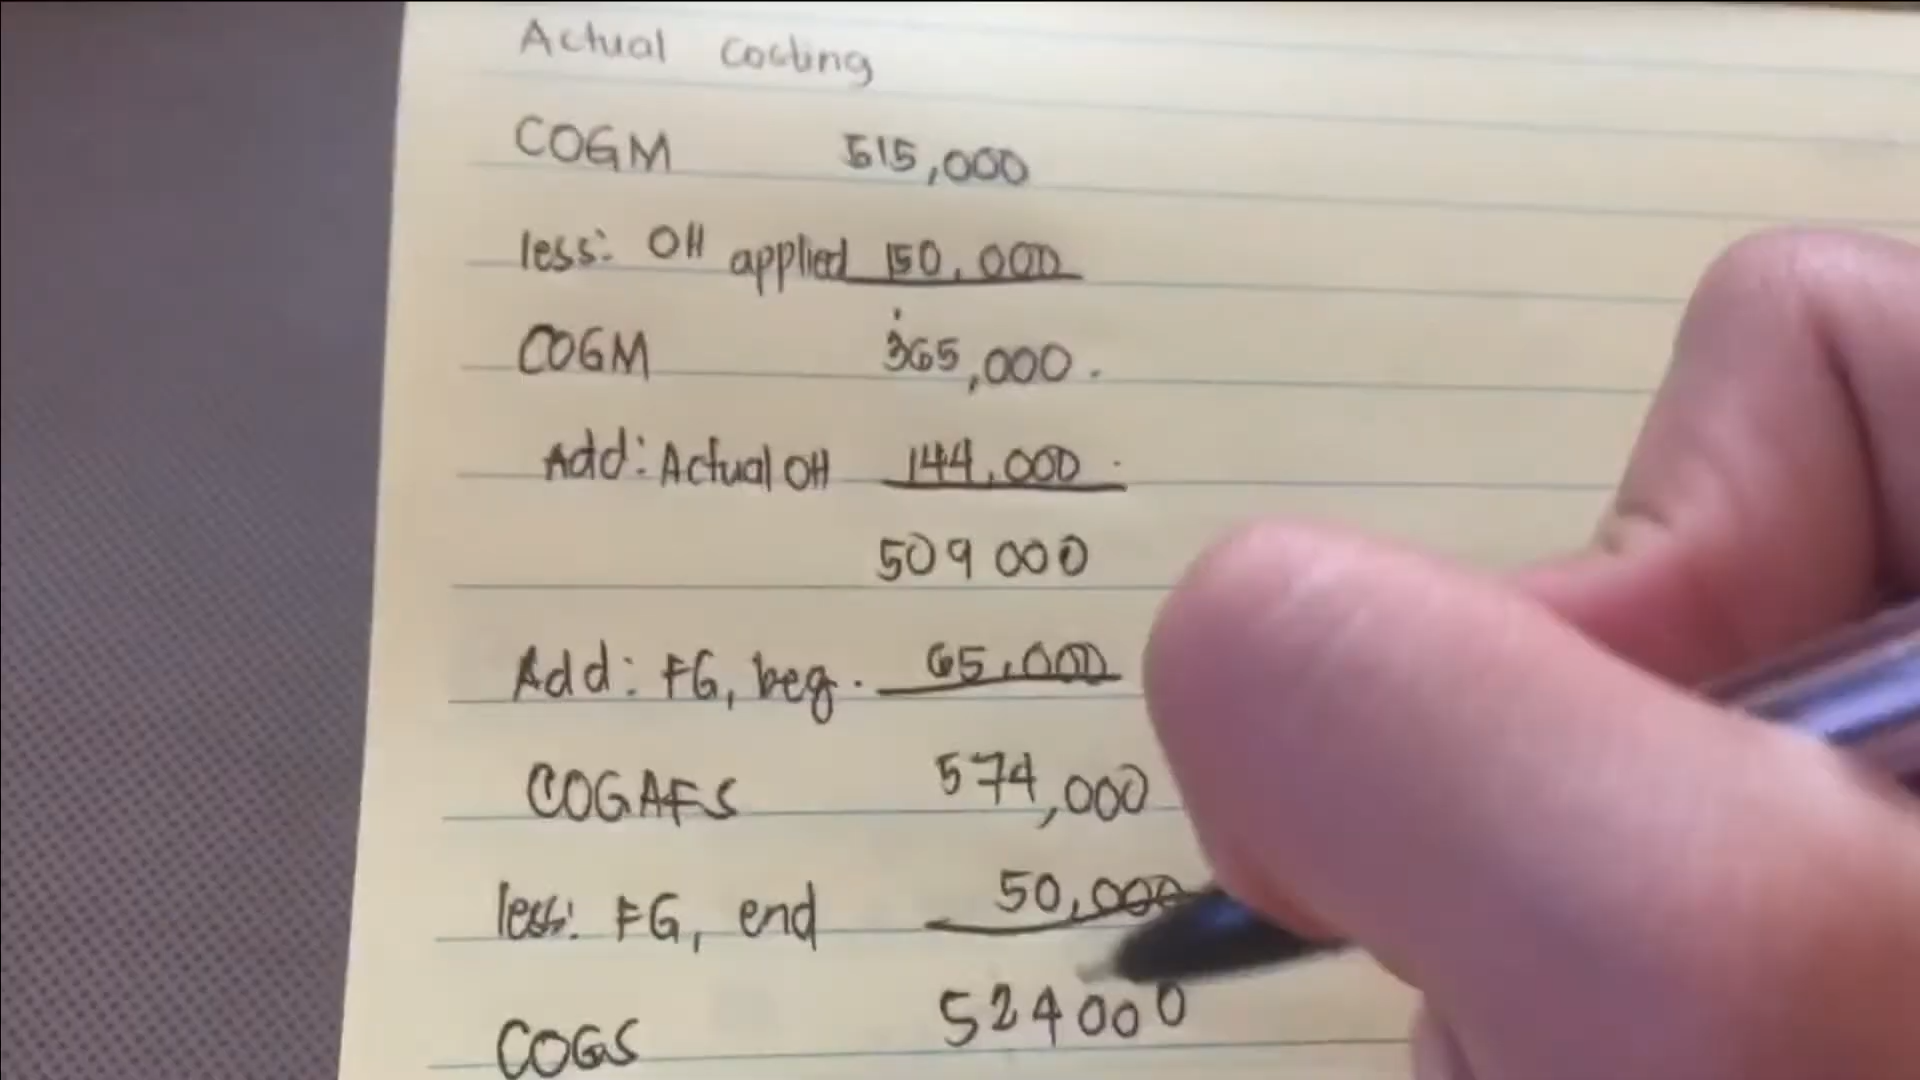 Actual Costing
COGM 515,000
less: OH applied 150,000
COGM 365,000.
Add: Actual OH 144,000
509 000
Add: FG, beg. 65,000
COGAFS 574,000
less: FG, end 50,000
COGS 524000